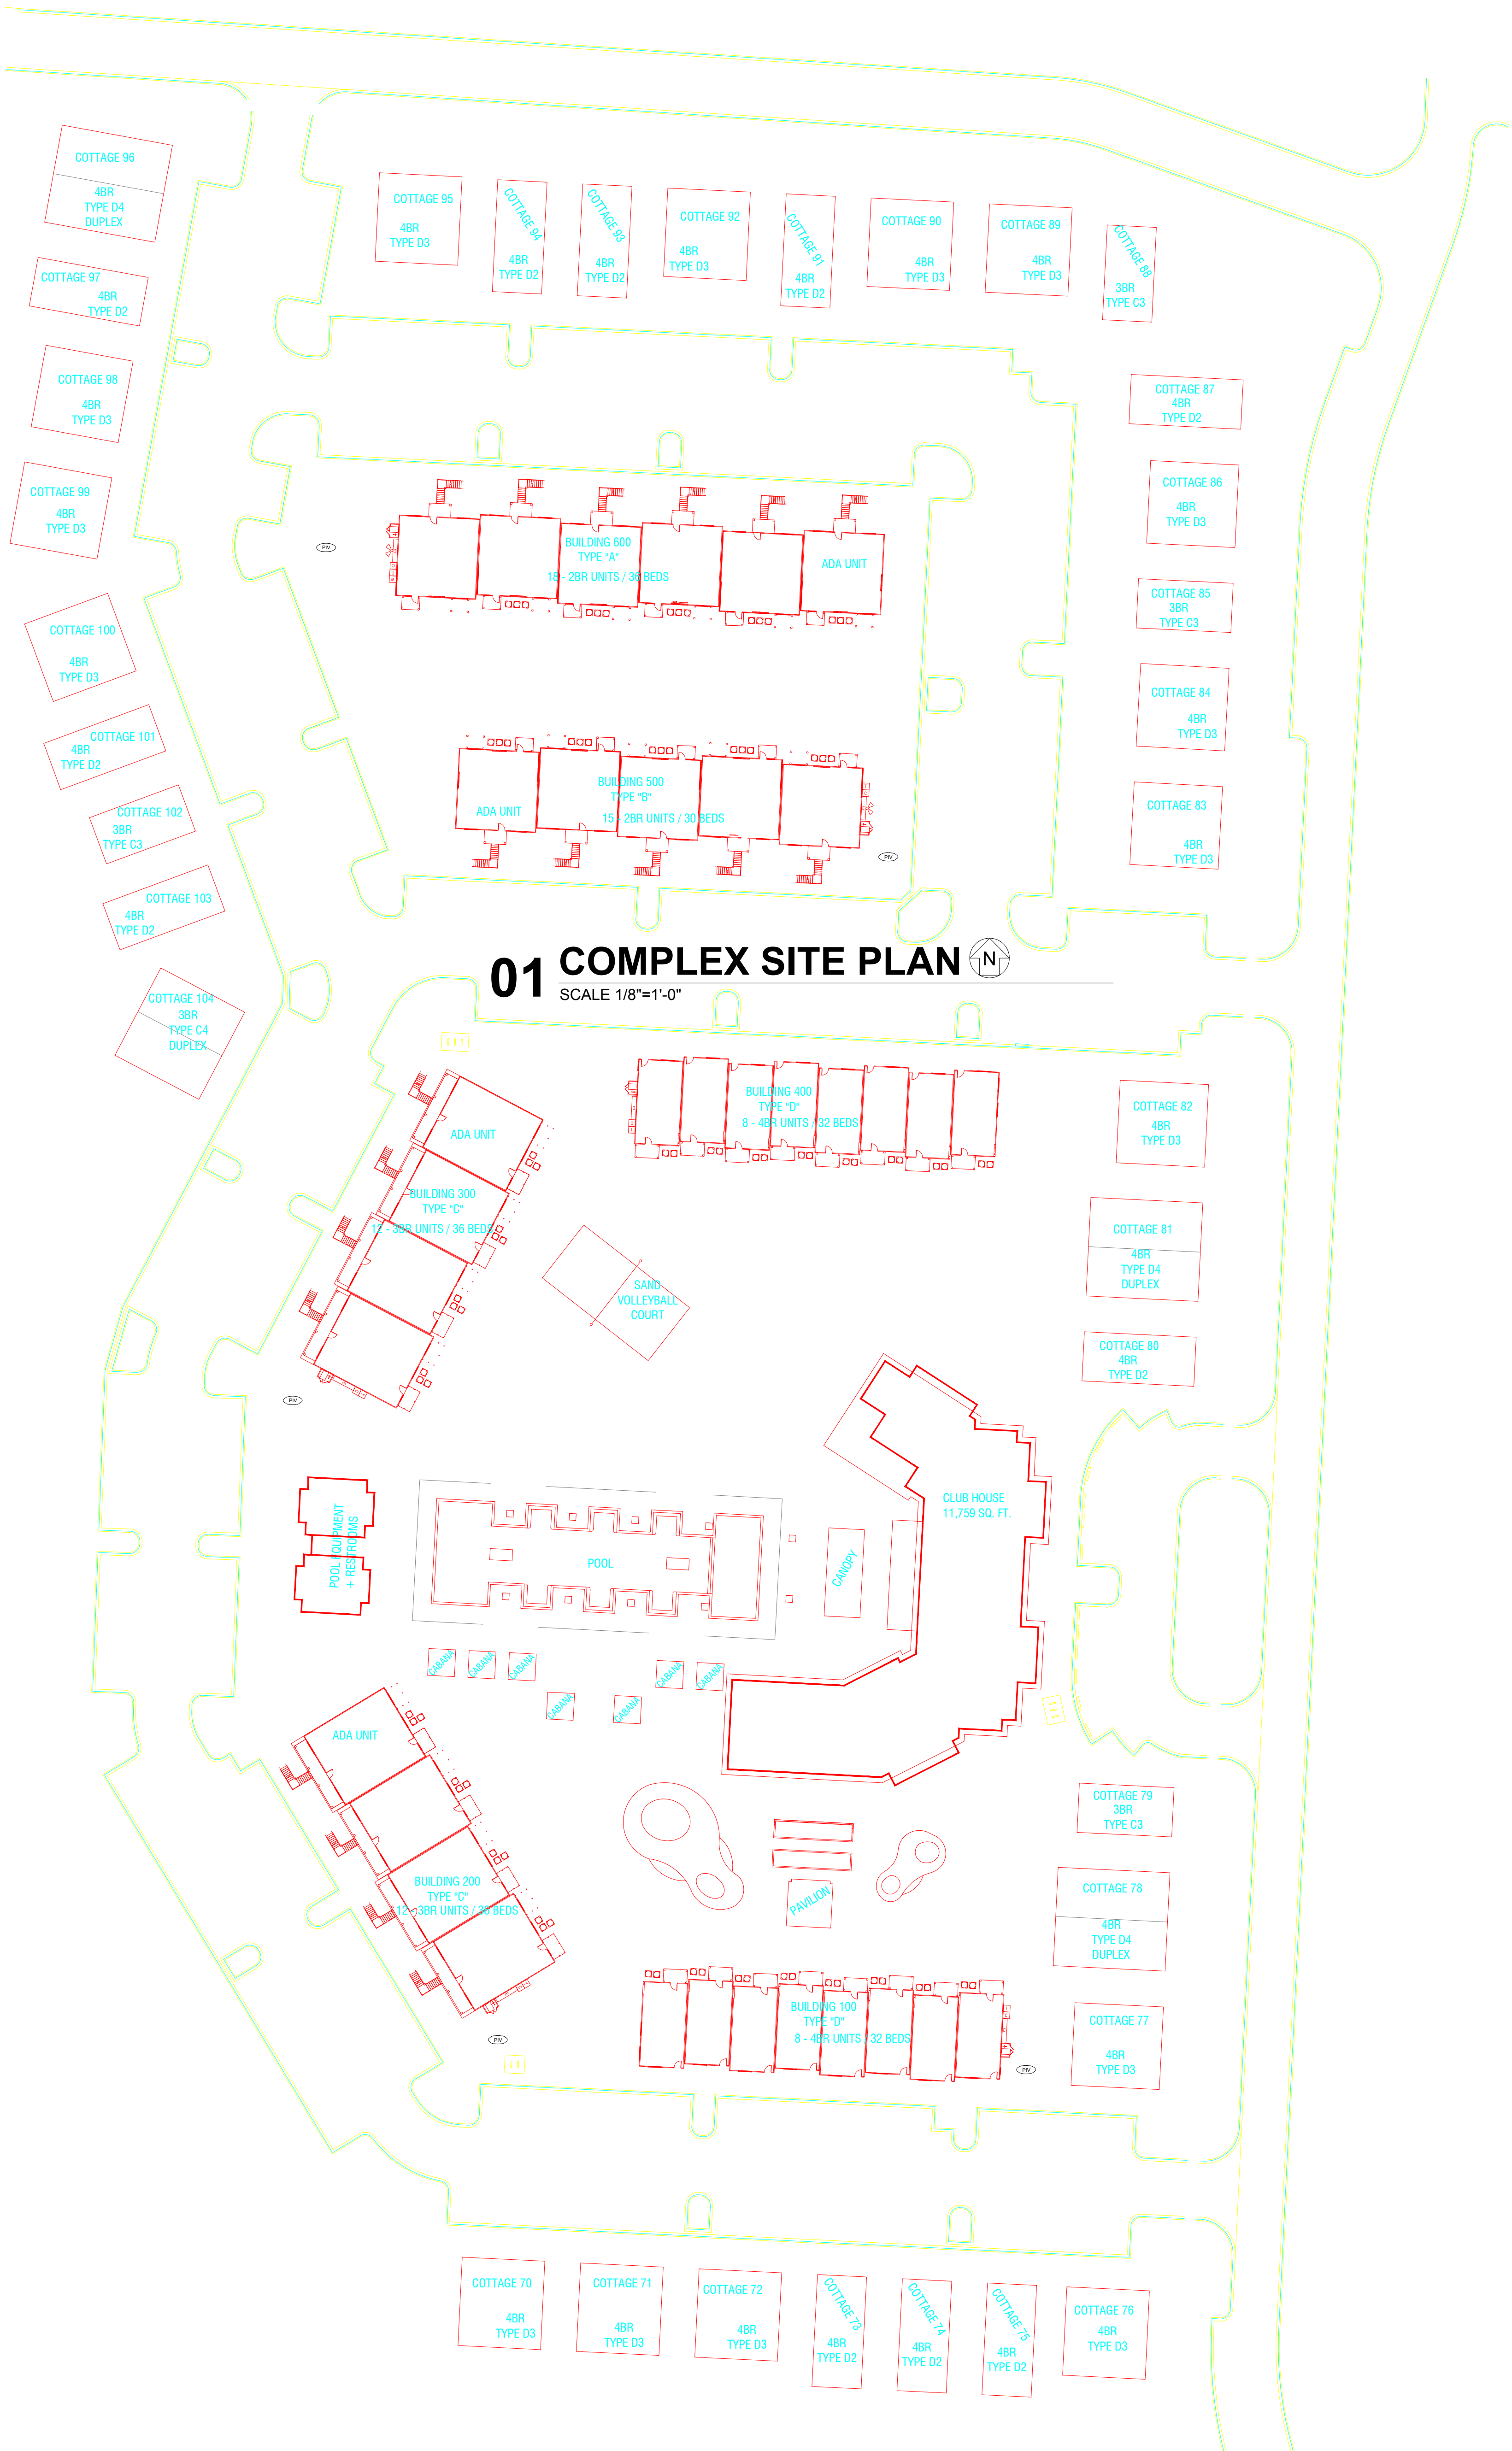 COTTAGE 96
4BR
TYPE D4
DUPLEX
COTTAGE 95
4BR
TYPE D3
COTTAGE 94
4BR
TYPE D2
COTTAGE 93
4BR
TYPE D2
COTTAGE 92
4BR
TYPE D3
COTTAGE 91
4BR
TYPE D2
COTTAGE 90
4BR
TYPE D3
COTTAGE 89
4BR
TYPE D3
COTTAGE 88
3BR
TYPE C3
COTTAGE 97
4BR
TYPE D2
COTTAGE 98
4BR
TYPE D3
COTTAGE 99
4BR
TYPE D3
COTTAGE 87
4BR
TYPE D2
COTTAGE 86
4BR
TYPE D3
COTTAGE 85
3BR
TYPE C3
COTTAGE 84
4BR
TYPE D3
COTTAGE 83
4BR
TYPE D3
PIV
BUILDING 600
TYPE "A"
18 - 2BR UNITS / 36 BEDS
ADA UNIT
COTTAGE 100
4BR
TYPE D3
COTTAGE 101
4BR
TYPE D2
COTTAGE 102
3BR
TYPE C3
COTTAGE 103
4BR
TYPE D2
COTTAGE 104
3BR
TYPE C4
DUPLEX
BUILDING 500
TYPE "B"
15 - 2BR UNITS / 30 BEDS
ADA UNIT
PIV
01 COMPLEX SITE PLAN N
SCALE 1/8"=1'-0"
BUILDING 400
TYPE "D"
8 - 4BR UNITS / 32 BEDS
ADA UNIT
BUILDING 300
TYPE "C"
12 - 3BR UNITS / 36 BEDS
PIV
SAND
VOLLEYBALL
COURT
COTTAGE 82
4BR
TYPE D3
COTTAGE 81
4BR
TYPE D4
DUPLEX
COTTAGE 80
4BR
TYPE D2
CLUB HOUSE
11,759 SQ. FT.
POOL EQUIPMENT
+ RESTROOMS
POOL
CANOPY
CABANA
CABANA
CABANA
CABANA
CABANA
CABANA
CABANA
ADA UNIT
BUILDING 200
TYPE "C"
12 - 3BR UNITS / 36 BEDS
PIV
PAVILION
COTTAGE 79
3BR
TYPE C3
COTTAGE 78
4BR
TYPE D4
DUPLEX
COTTAGE 77
4BR
TYPE D3
BUILDING 100
TYPE "D"
8 - 4BR UNITS / 32 BEDS
PIV
COTTAGE 70
4BR
TYPE D3
COTTAGE 71
4BR
TYPE D3
COTTAGE 72
4BR
TYPE D3
COTTAGE 73
4BR
TYPE D2
COTTAGE 74
4BR
TYPE D2
COTTAGE 75
4BR
TYPE D2
COTTAGE 76
4BR
TYPE D3